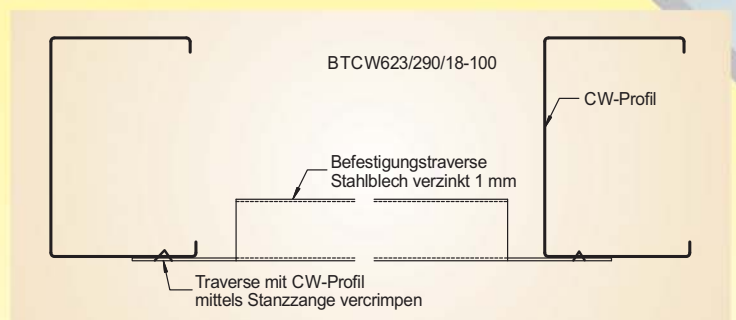 BTCW623/290/18-100
CW-Profil
Befestigungstraverse
Stahlblech verzinkt 1 mm
Traverse mit CW-Profil
mittels Stanzzange vercrimpen